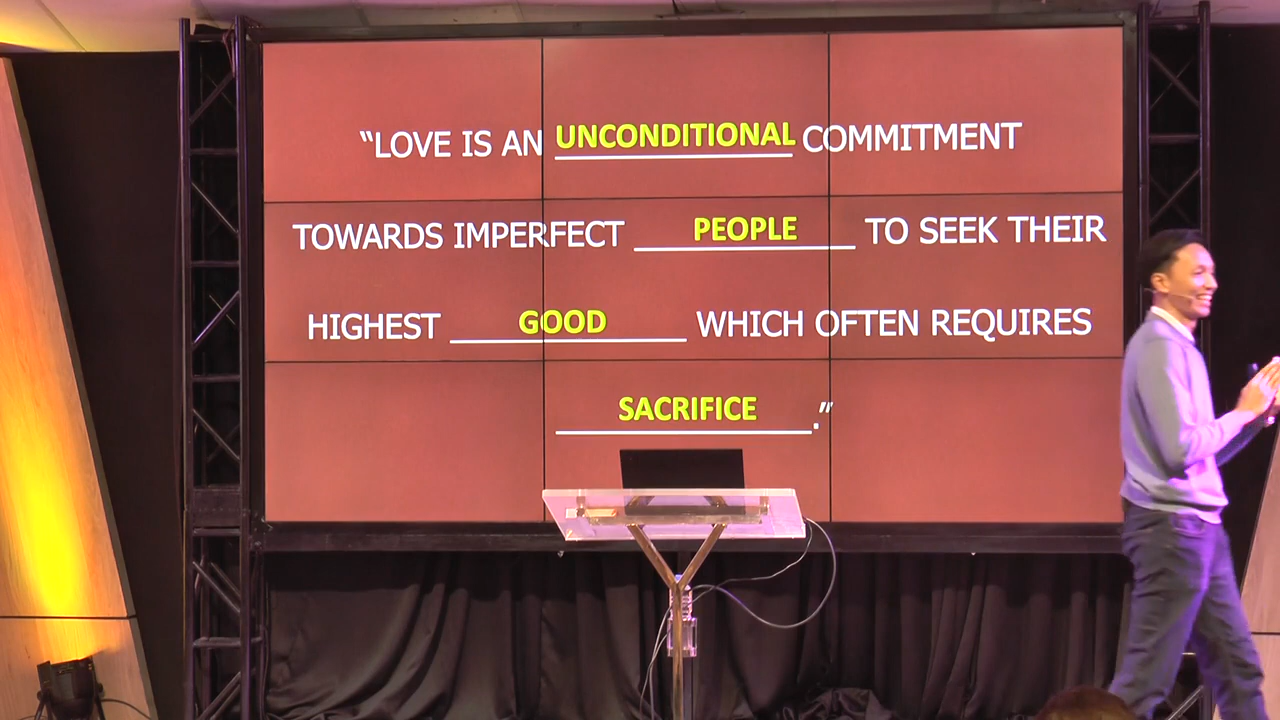 “LOVE IS AN UNCONDITIONAL COMMITMENT
TOWARDS IMPERFECT PEOPLE TO SEEK THEIR
HIGHEST GOOD WHICH OFTEN REQUIRES
SACRIFICE.”